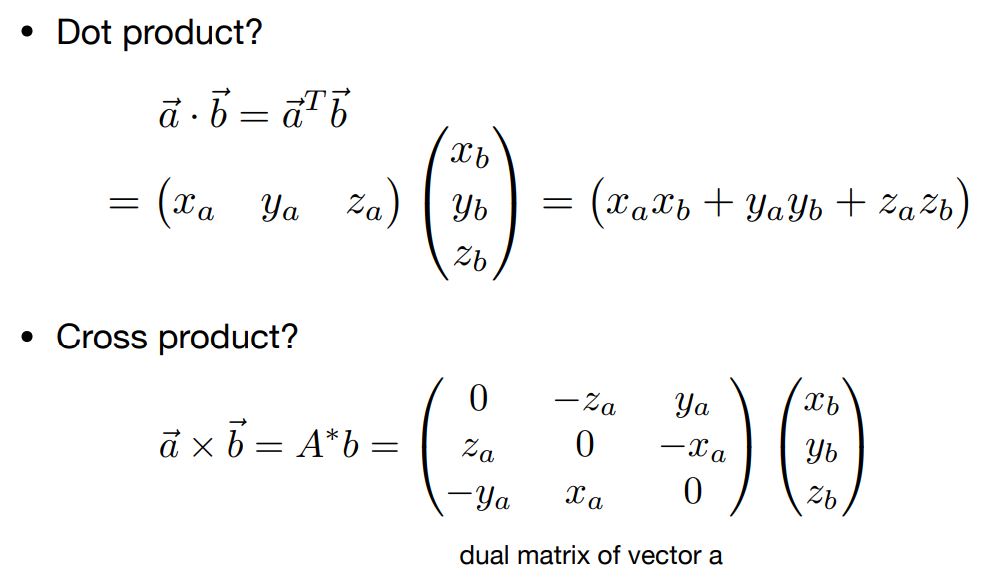 • Dot product?
$\vec{a} \cdot \vec{b} = \vec{a}^T \vec{b}$
$= \begin{pmatrix} x_a & y_a & z_a \end{pmatrix} \begin{pmatrix} x_b \\ y_b \\ z_b \end{pmatrix} = \begin{pmatrix} x_a x_b + y_a y_b + z_a z_b \end{pmatrix}$
• Cross product?
$\vec{a} \times \vec{b} = A^* b = \begin{pmatrix} 0 & -z_a & y_a \\ z_a & 0 & -x_a \\ -y_a & x_a & 0 \end{pmatrix} \begin{pmatrix} x_b \\ y_b \\ z_b \end{pmatrix}$
dual matrix of vector a